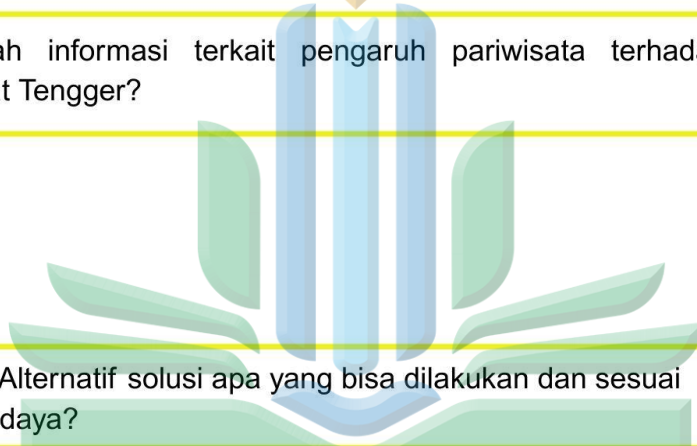 ah informasi terkait pengaruh pariwisata terhad
t Tengger?
Alternatif solusi apa yang bisa dilakukan dan sesuai
daya?